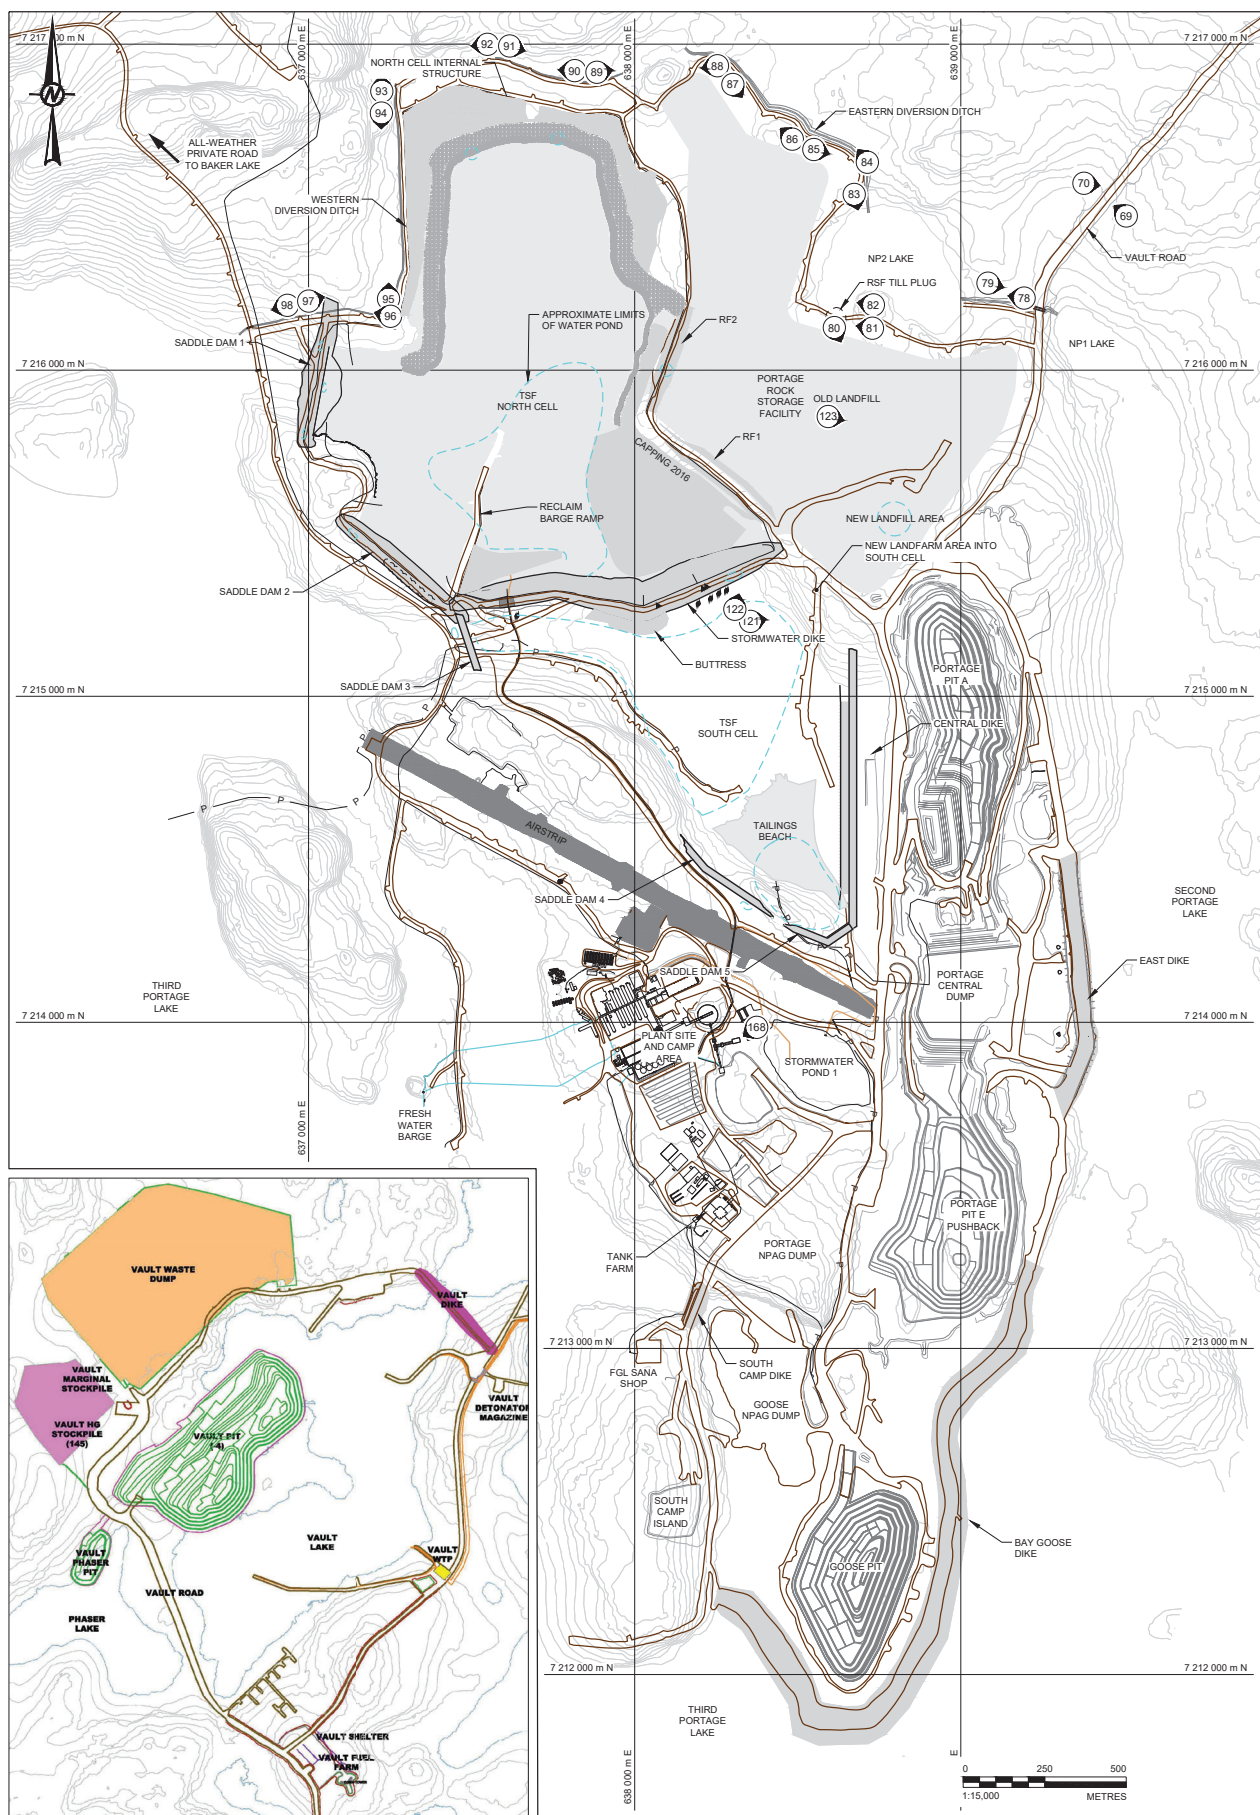 7 217 000 m N
637 000 m E
638 000 m E
639 000 m E
7 217 000 m N
N
92
91
NORTH CELL INTERNAL
STRUCTURE
90
89
88
87
93
94
EASTERN DIVERSION DITCH
ALL-WEATHER
PRIVATE ROAD
TO BAKER LAKE
86
85
84
83
70
69
WESTERN
DIVERSION DITCH
VAULT ROAD
NP2 LAKE
RSF TILL PLUG
79
78
98
97
95
96
82
80
81
APPROXIMATE LIMITS
OF WATER POND
RF2
SADDLE DAM 1
NP1 LAKE
7 216 000 m N
7 216 000 m N
PORTAGE
ROCK
STORAGE
FACILITY
OLD LANDFILL
123
TSF
NORTH CELL
RF1
CAPPING 2016
RECLAIM
BARGE RAMP
NEW LANDFILL AREA
NEW LANDFARM AREA INTO
SOUTH CELL
SADDLE DAM 2
122
121
STORMWATER DIKE
BUTTRESS
P
PORTAGE
PIT A
SADDLE DAM 3
7 215 000 m N
7 215 000 m N
P
P
TSF
SOUTH CELL
CENTRAL DIKE
P
P
P
P
P
AIRSTRIP
TAILINGS
BEACH
SADDLE DAM 4
P
P
P
P
SECOND
PORTAGE
LAKE
SADDLE DAM 5
PORTAGE
CENTRAL
DUMP
EAST DIKE
THIRD
PORTAGE
LAKE
7 214 000 m N
7 214 000 m N
168
PLANT SITE
AND CAMP
AREA
STORMWATER
POND 1
P
P
FRESH
WATER
BARGE
637 000 m E
P
P
PORTAGE
PIT E
PUSHBACK
PORTAGE
NPAG DUMP
TANK
FARM
P
P
7 213 000 m N
7 213 000 m N
FGL SANA
SHOP
SOUTH
CAMP DIKE
GOOSE
NPAG DUMP
SOUTH
CAMP
ISLAND
GOOSE PIT
BAY GOOSE
DIKE
7 212 000 m N
7 212 000 m N
THIRD
PORTAGE
LAKE
638 000 m E
E
0
250
500
1:15,000
METRES
VAULT WASTE
DUMP
VAULT
DIKE
VAULT
MARGINAL
STOCKPILE
VAULT HG
STOCKPILE
(145)
VAULT PIT
VAULT
DETONATOR
MAGAZINE
VAULT
LAKE
VAULT
WTP
VAULT
PHASER
PIT
VAULT ROAD
PHASER
LAKE
VAULT SHELTER
VAULT FUEL
FARM